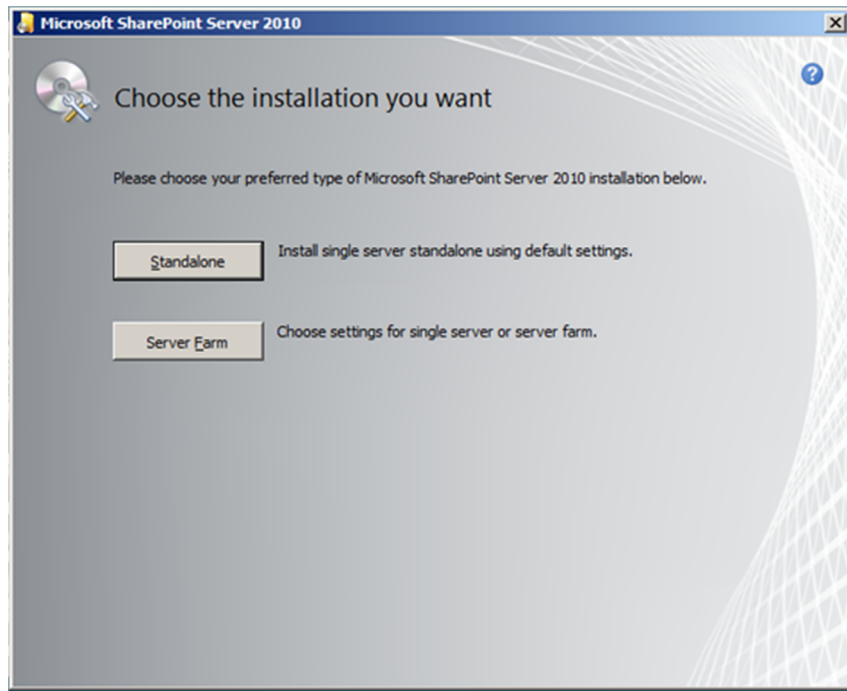 Microsoft SharePoint Server 2010
Choose the installation you want
Please choose your preferred type of Microsoft SharePoint Server 2010 installation below.
Standalone
Install single server standalone using default settings.
Server Farm
Choose settings for single server or server farm.